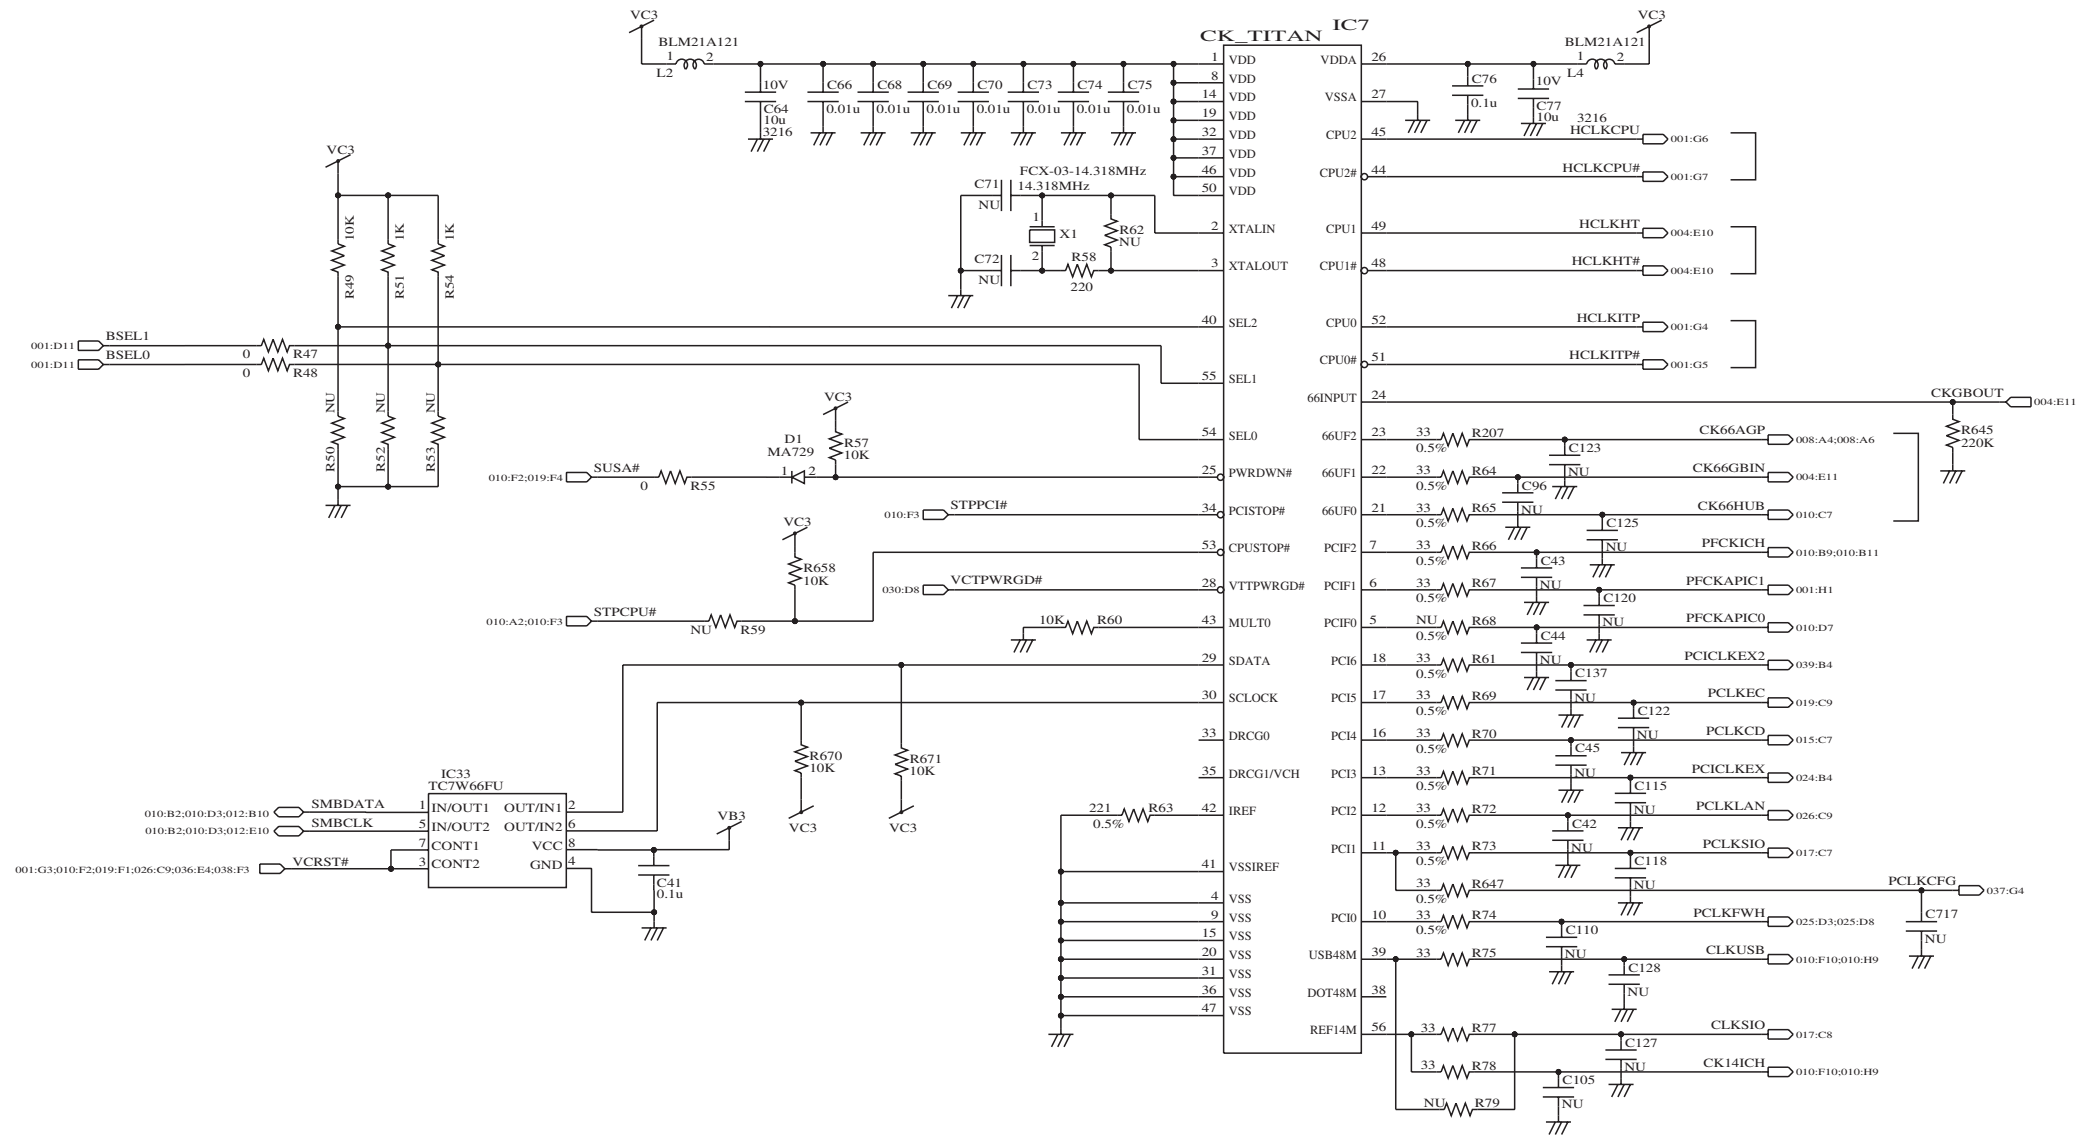 VC3
BLM21A121
1 2
L2
10V
C64
10u
3216
C66
0.01u
C68
0.01u
C69
0.01u
C70
0.01u
C73
0.01u
C74
0.01u
C75
0.01u
CK_TITAN
IC7
VC3
BLM21A121
1 2
L4
C76
0.1u
10V
C77
10u
3216
1 VDD
8 VDD
14 VDD
19 VDD
32 VDD
37 VDD
46 VDD
50 VDD
2 XTALIN
3 XTALOUT
40 SEL2
55 SEL1
54 SEL0
25 PWRDWN#
34 PCISTOP#
53 CPUSTOP#
28 VTTPWRGD#
43 MULT0
29 SDATA
30 SCLOCK
33 DRCG0
35 DRCG1/VCH
42 IREF
41 VSSIREF
4 VSS
9 VSS
15 VSS
20 VSS
31 VSS
36 VSS
47 VSS
FCX-03-14.318MHz
14.318MHz
C71
NU
1
X1
2
R62
NU
C72
NU
R58
220
VC3
10K
R49
1K
R51
1K
R54
001:D11 BSEL1
0 R47
001:D11 BSEL0
0 R48
NU
R50
NU
R52
NU
R53
VC3
R57
10K
D1
MA729
1 2
010:F2;019:F4 SUSA#
0 R55
010:F3 STPPCI#
VC3
R658
10K
030:D8 VCTPWRGD#
010:A2;010:F3 STPCPU#
NU R59
10K R60
R670
10K
VC3
R671
10K
VC3
IC33
TC7W66FU
010:B2;010:D3;012:B10 SMBDATA 1 IN/OUT1 OUT/IN1 2
010:B2;010:D3;012:E10 SMBCLK 5 IN/OUT2 OUT/IN2 6
7 CONT1 VCC 8
001:G3;010:F2;019:F1;026:C9;036:E4;038:F3 VCRST# 3 CONT2 GND 4
VB3
C41
0.1u
221 R63
0.5%
VDDA 26
VSSA 27
CPU2 45 HCLKCPU 001:G6
CPU2# 44 HCLKCPU# 001:G7
CPU1 49 HCLKHT 004:E10
CPU1# 48 HCLKHT# 004:E10
CPU0 52 HCLKITP 001:G4
CPU0# 51 HCLKITP# 001:G5
66INPUT 24 CKGBOUT 004:E11
R645
220K
66UF2 23 33 R207 CK66AGP 008:A4;008:A6
0.5%
C123
NU
66UF1 22 33 R64 CK66GBIN 004:E11
0.5%
C96
NU
66UF0 21 33 R65 CK66HUB 010:C7
0.5%
C125
NU
PCIF2 7 33 R66 PFCKICH 010:B9;010:B11
0.5%
C43
NU
PCIF1 6 33 R67 PFCKAPIC1 001:H1
0.5%
C120
NU
PCIF0 5 NU R68 PFCKAPIC0 010:D7
0.5%
C44
NU
PCI6 18 33 R61 PCICLKEX2 039:B4
0.5%
C137
NU
PCI5 17 33 R69 PCLKEC 019:C9
0.5%
C122
NU
PCI4 16 33 R70 PCLKCD 015:C7
0.5%
C45
NU
PCI3 13 33 R71 PCICLKEX 024:B4
0.5%
C115
NU
PCI2 12 33 R72 PCLKLAN 026:C9
0.5%
C42
NU
PCI1 11 33 R73 PCLKSIO 017:C7
0.5%
C118
NU
33 R647 PCLKCFG 037:G4
0.5%
C717
NU
PCI0 10 33 R74 PCLKFWH 025:D3;025:D8
0.5%
C110
NU
USB48M 39 33 R75 CLKUSB 010:F10;010:H9
C128
NU
DOT48M 38
REF14M 56 33 R77 CLKSIO 017:C8
C127
NU
33 R78 CK14ICH 010:F10;010:H9
C105
NU
NU R79